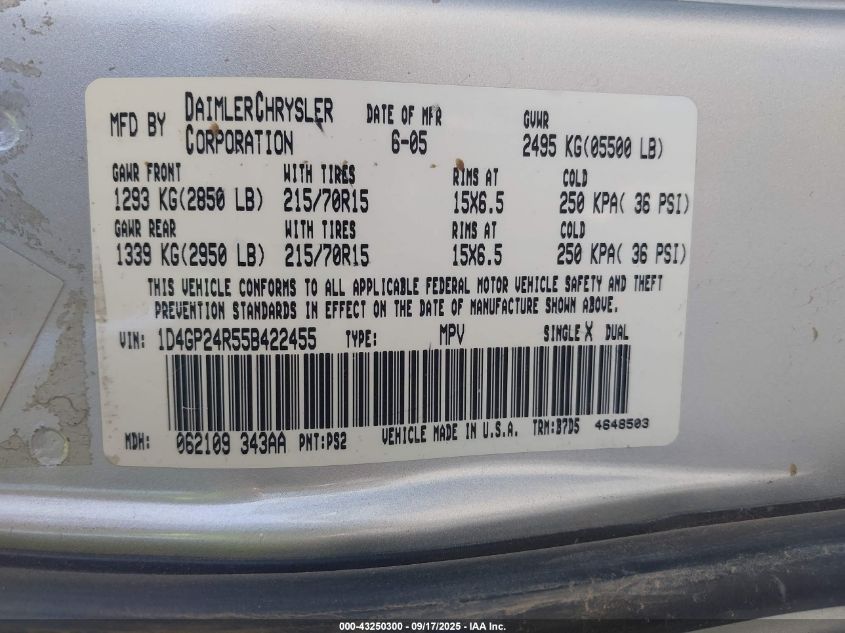 MFD BY DAIMLERCHRYSLER CORPORATION DATE OF MFR 6-05 GVWR 2495 KG(05500 LB)
GAWR FRONT WITH TIRES RIMS AT COLD
1293 KG(2850 LB) 215/70R15 15X6.5 250 KPA( 36 PSI)
GAWR REAR WITH TIRES RIMS AT COLD
1339 KG(2950 LB) 215/70R15 15X6.5 250 KPA( 36 PSI)
THIS VEHICLE CONFORMS TO ALL APPLICABLE FEDERAL MOTOR VEHICLE SAFETY AND THEFT
PREVENTION STANDARDS IN EFFECT ON THE DATE OF MANUFACTURE SHOWN ABOVE.
VIN: 1D4GP24R55B422455 TYPE: MPV SINGLE X DUAL
MDH: 062109 343AA PNT:PS2 VEHICLE MADE IN U.S.A. TRM:B7D5 4648503
000-43250300 - 09/17/2025 - IAA Inc.